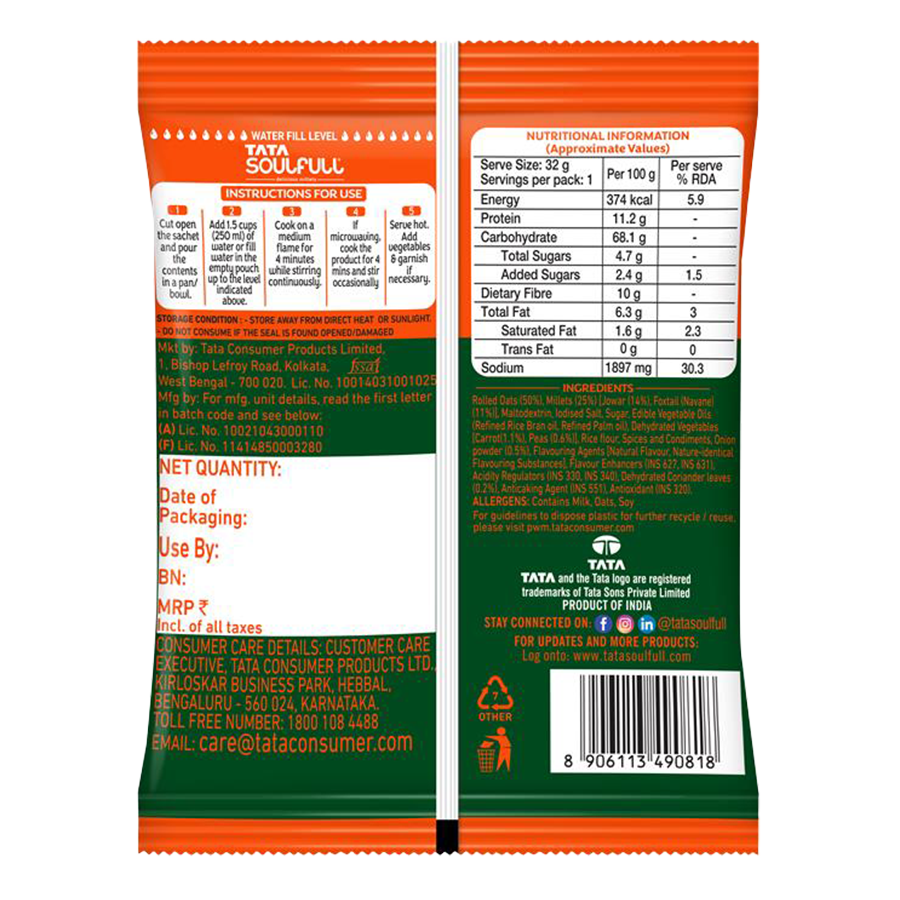 WATER FILL LEVEL
TATA
SOULFULL
delicious millets
INSTRUCTIONS FOR USE
1
Cut open
the sachet
and pour
the
contents
in a pan/
bowl.
2
Add 1.5 cups
(250 ml) of
water or fill
water in the
empty pouch
up to the level
indicated
above.
3
Cook on a
medium
flame for
4 minutes
while stirring
continuously.
4
If
microwaving,
cook the
product for 4
mins and stir
occasionally
5
Serve hot.
Add
vegetables
& garnish
if
necessary.
STORAGE CONDITION : - STORE AWAY FROM DIRECT HEAT OR SUNLIGHT.
- DO NOT CONSUME IF THE SEAL IS FOUND OPENED/DAMAGED
Mkt by: Tata Consumer Products Limited,
1, Bishop Lefroy Road, Kolkata, fssai
West Bengal - 700 020. Lic. No. 10014031001025
Mfg by: For mfg. unit details, read the first letter
in batch code and see below:
(A) Lic. No. 10021043000110
(F) Lic. No. 11414850003280
NET QUANTITY:
Date of
Packaging:
Use By:
BN:
MRP ₹
Incl. of all taxes
CONSUMER CARE DETAILS: CUSTOMER CARE
EXECUTIVE, TATA CONSUMER PRODUCTS LTD.,
KIRLOSKAR BUSINESS PARK, HEBBAL,
BENGALURU - 560 024, KARNATAKA.
TOLL FREE NUMBER: 1800 108 4488
EMAIL: care@tataconsumer.com
NUTRITIONAL INFORMATION
(Approximate Values)
Serve Size: 32 g
Servings per pack: 1 Per 100 g Per serve % RDA
Energy 374 kcal 5.9
Protein 11.2 g -
Carbohydrate 68.1 g -
Total Sugars 4.7 g -
Added Sugars 2.4 g 1.5
Dietary Fibre 10 g -
Total Fat 6.3 g 3
Saturated Fat 1.6 g 2.3
Trans Fat 0 g 0
Sodium 1897 mg 30.3
INGREDIENTS
Rolled Oats (50%), Millets (25%) [Jowar (14%), Foxtail (Navane)
(11%)], Maltodextrin, Iodised Salt, Sugar, Edible Vegetable Oils
(Refined Rice Bran oil, Refined Palm oil), Dehydrated Vegetables
[Carrot(1.1%), Peas (0.6%)], Rice flour, Spices and Condiments, Onion
powder (0.5%), Flavouring Agents [Natural Flavour, Nature-identical
Flavouring Substances], Flavour Enhancers (INS 627, INS 631),
Acidity Regulators (INS 330, INS 340), Dehydrated Coriander leaves
(0.2%), Anticaking Agent (INS 551), Antioxidant (INS 320).
ALLERGENS: Contains Milk, Oats, Soy
For guidelines to dispose plastic for further recycle / reuse,
please visit pwm.tataconsumer.com
TATA
TATA and the Tata logo are registered
trademarks of Tata Sons Private Limited
PRODUCT OF INDIA
STAY CONNECTED ON: @tatasoulfull
FOR UPDATES AND MORE PRODUCTS:
Log onto: www.tatasoulfull.com
7
OTHER
8 906113 490818